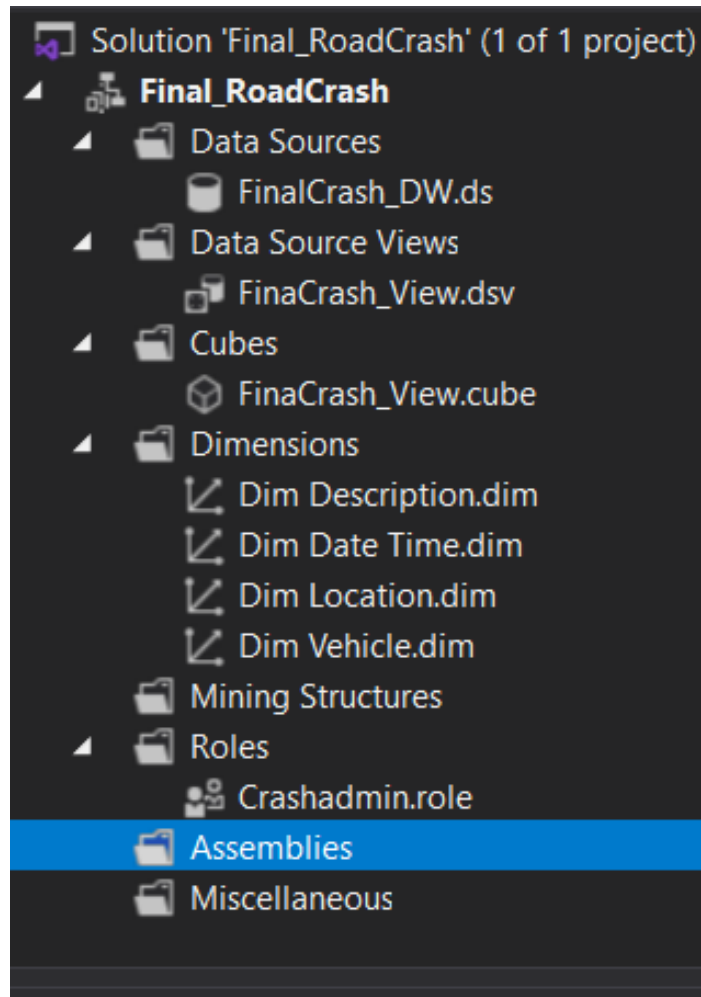 Solution 'Final_RoadCrash' (1 of 1 project)
Final_RoadCrash
Data Sources
FinalCrash_DW.ds
Data Source Views
FinaCrash_View.dsv
Cubes
FinaCrash_View.cube
Dimensions
Dim Description.dim
Dim Date Time.dim
Dim Location.dim
Dim Vehicle.dim
Mining Structures
Roles
Crashadmin.role
Assemblies
Miscellaneous